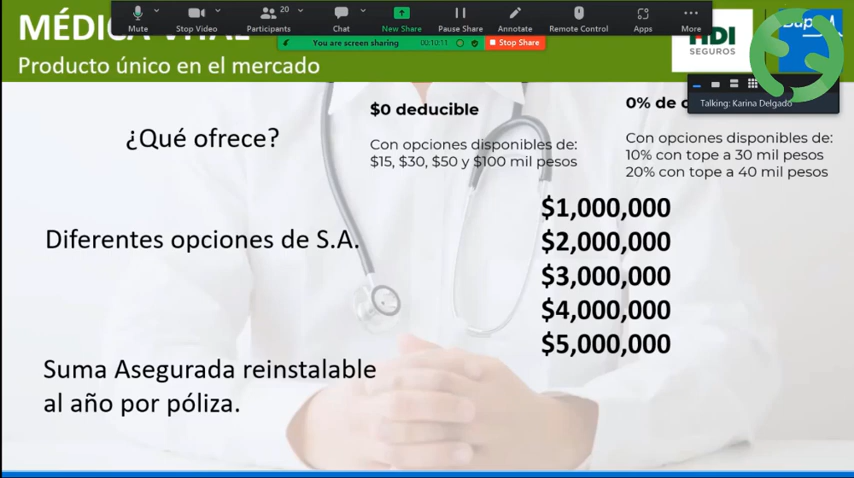 MÉDICA VITAL
Producto único en el mercado
Mute
Stop Video
20
Participants
Chat
New Share
Pause Share
Annotate
Remote Control
Apps
More
You are screen sharing
00:10:11
Stop Share
HDI
SEGUROS
Talking: Karina Delgado
¿Qué ofrece?
$0 deducible
Con opciones disponibles de:
$15, $30, $50 y $100 mil pesos
0% de
Con opciones disponibles de:
10% con tope a 30 mil pesos
20% con tope a 40 mil pesos
Diferentes opciones de S.A.
$1,000,000
$2,000,000
$3,000,000
$4,000,000
$5,000,000
Suma Asegurada reinstalable
al año por póliza.